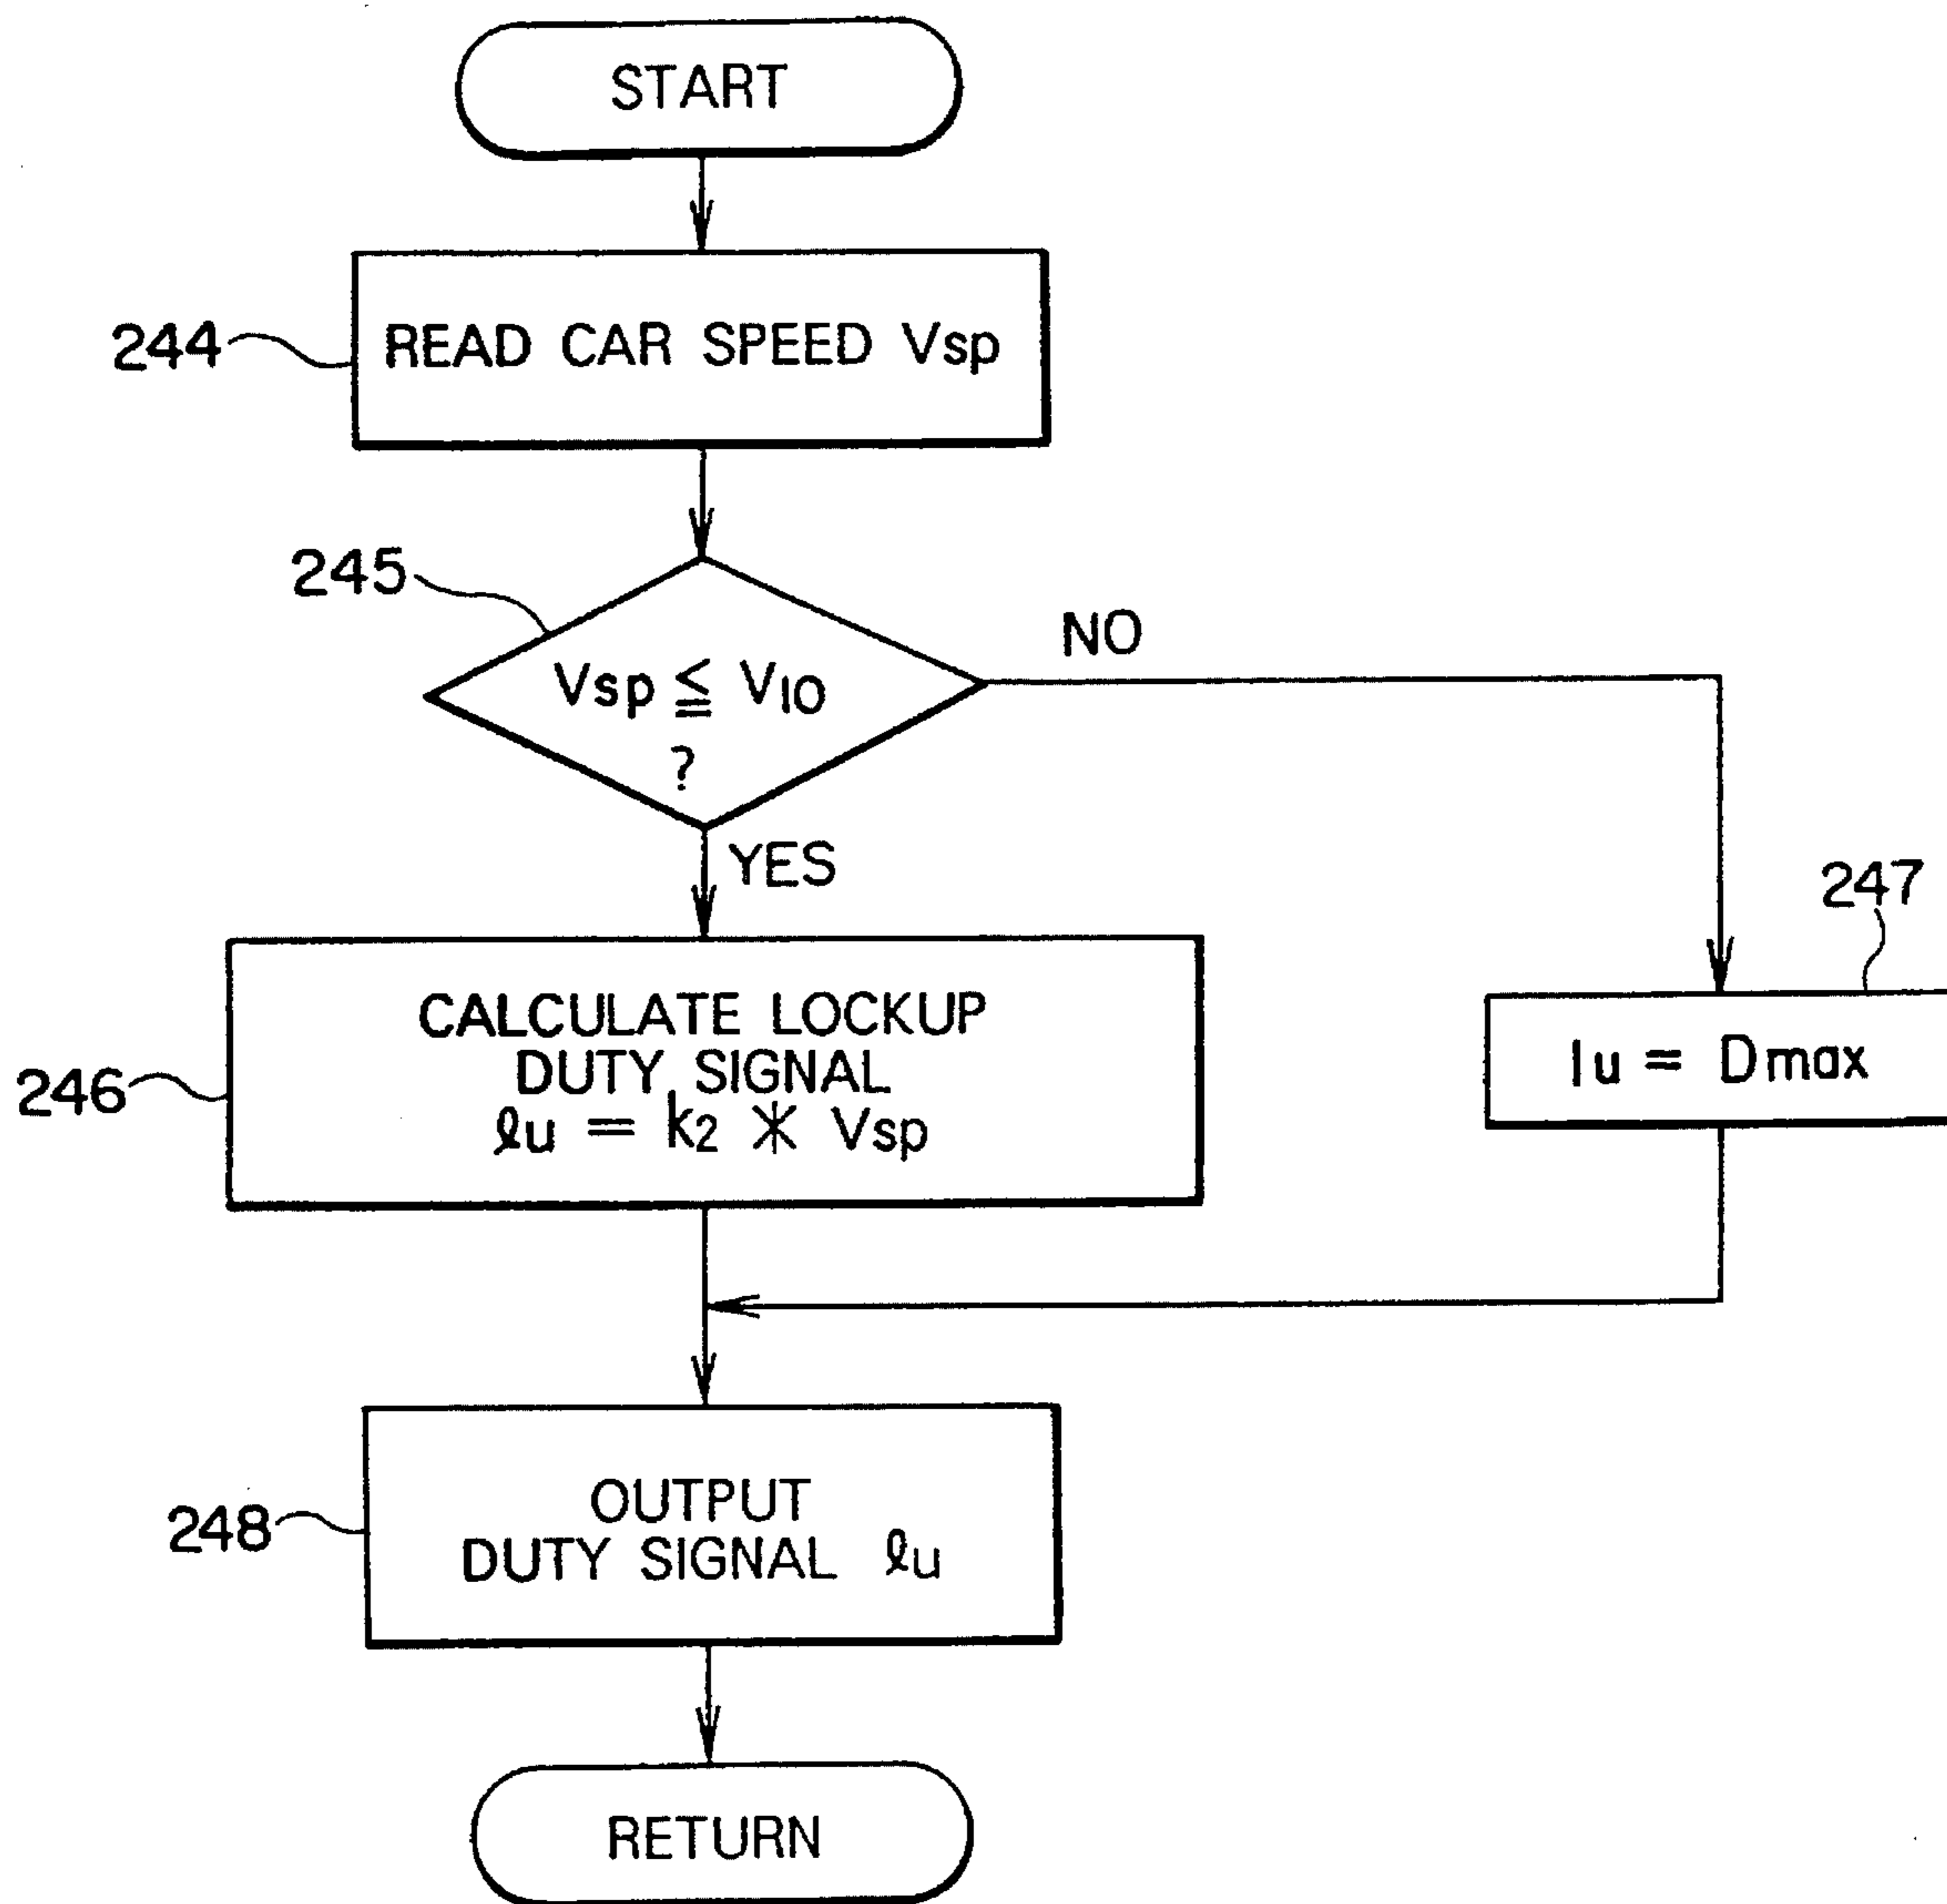 START
244
READ CAR SPEED Vsp
245
Vsp ≦ V10
?
NO
YES
247
246
CALCULATE LOCKUP
DUTY SIGNAL
ℓu = k2 * Vsp
lu = Dmax
248
OUTPUT
DUTY SIGNAL ℓu
RETURN